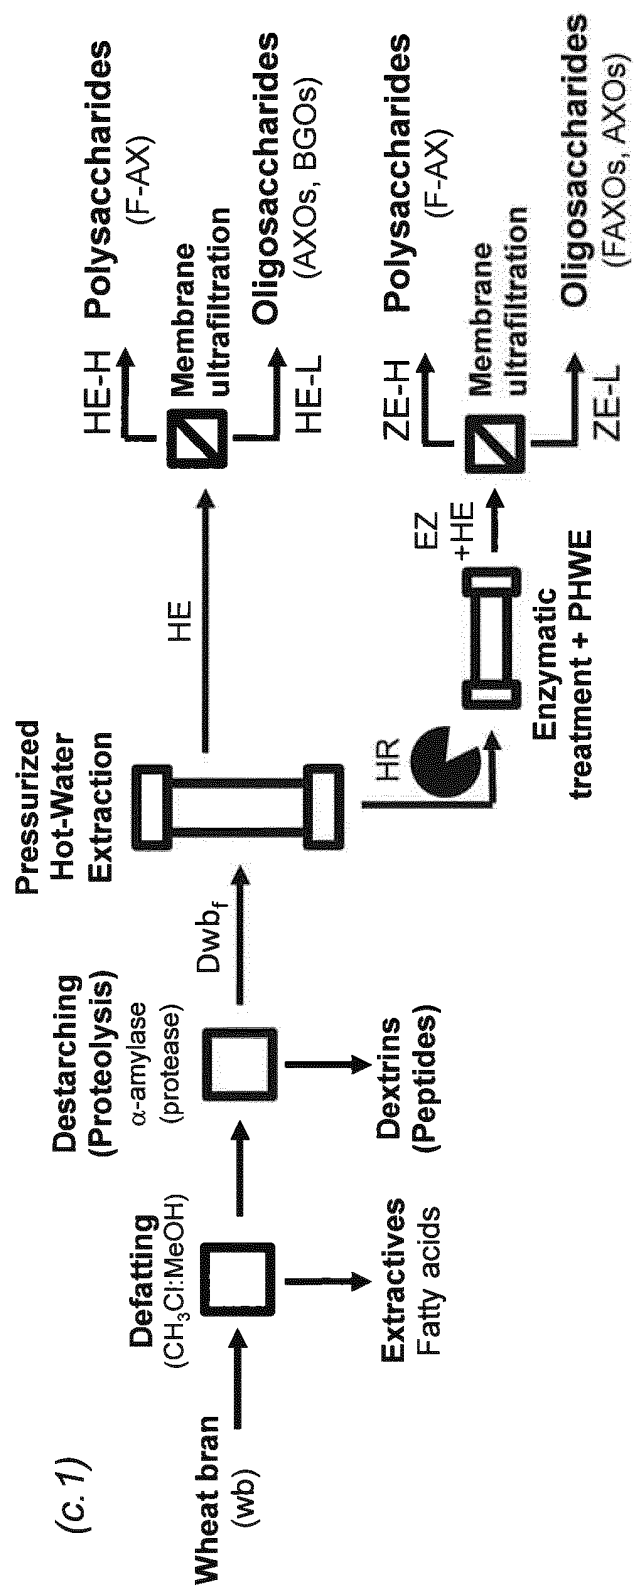 (c.1)
Wheat bran
(wb)
Defatting
(CH₃Cl:MeOH)
Extractives
Fatty acids
Destarching
(Proteolysis)
α-amylase
(protease)
Dextrins
(Peptides)
Dwb_f
Pressurized
Hot-Water
Extraction
HE
HE-H
Polysaccharides
(F-AX)
Membrane
ultrafiltration
HE-L
Oligosaccharides
(AXOs, BGOs)
HR
Enzymatic
treatment + PHWE
EZ
+HE
ZE-H
Polysaccharides
(F-AX)
Membrane
ultrafiltration
ZE-L
Oligosaccharides
(FAXOs, AXOs)